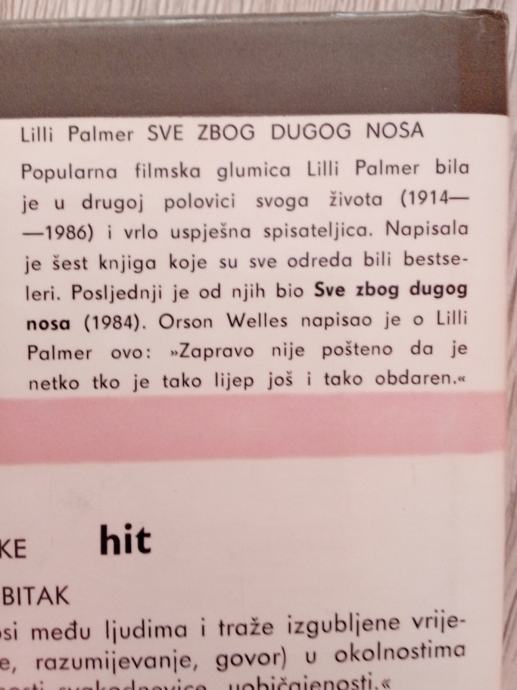 Lilli Palmer SVE ZBOG DUGOG NOSA
Popularna filmska glumica Lilli Palmer bila
je u drugoj polovici svoga života (1914—
—1986) i vrlo uspješna spisateljica. Napisala
je šest knjiga koje su sve odreda bili bestse-
leri. Posljednji je od njih bio Sve zbog dugog
nosa (1984). Orson Welles napisao je o Lilli
Palmer ovo: »Zapravo nije pošteno da je
netko tko je tako lijep još i tako obdaren.«
KE hit
BITAK
si među ljudima i traže izgubljene vrije-
e, razumijevanje, govor) u okolnostima
svakodnevice, uobičajenosti.«